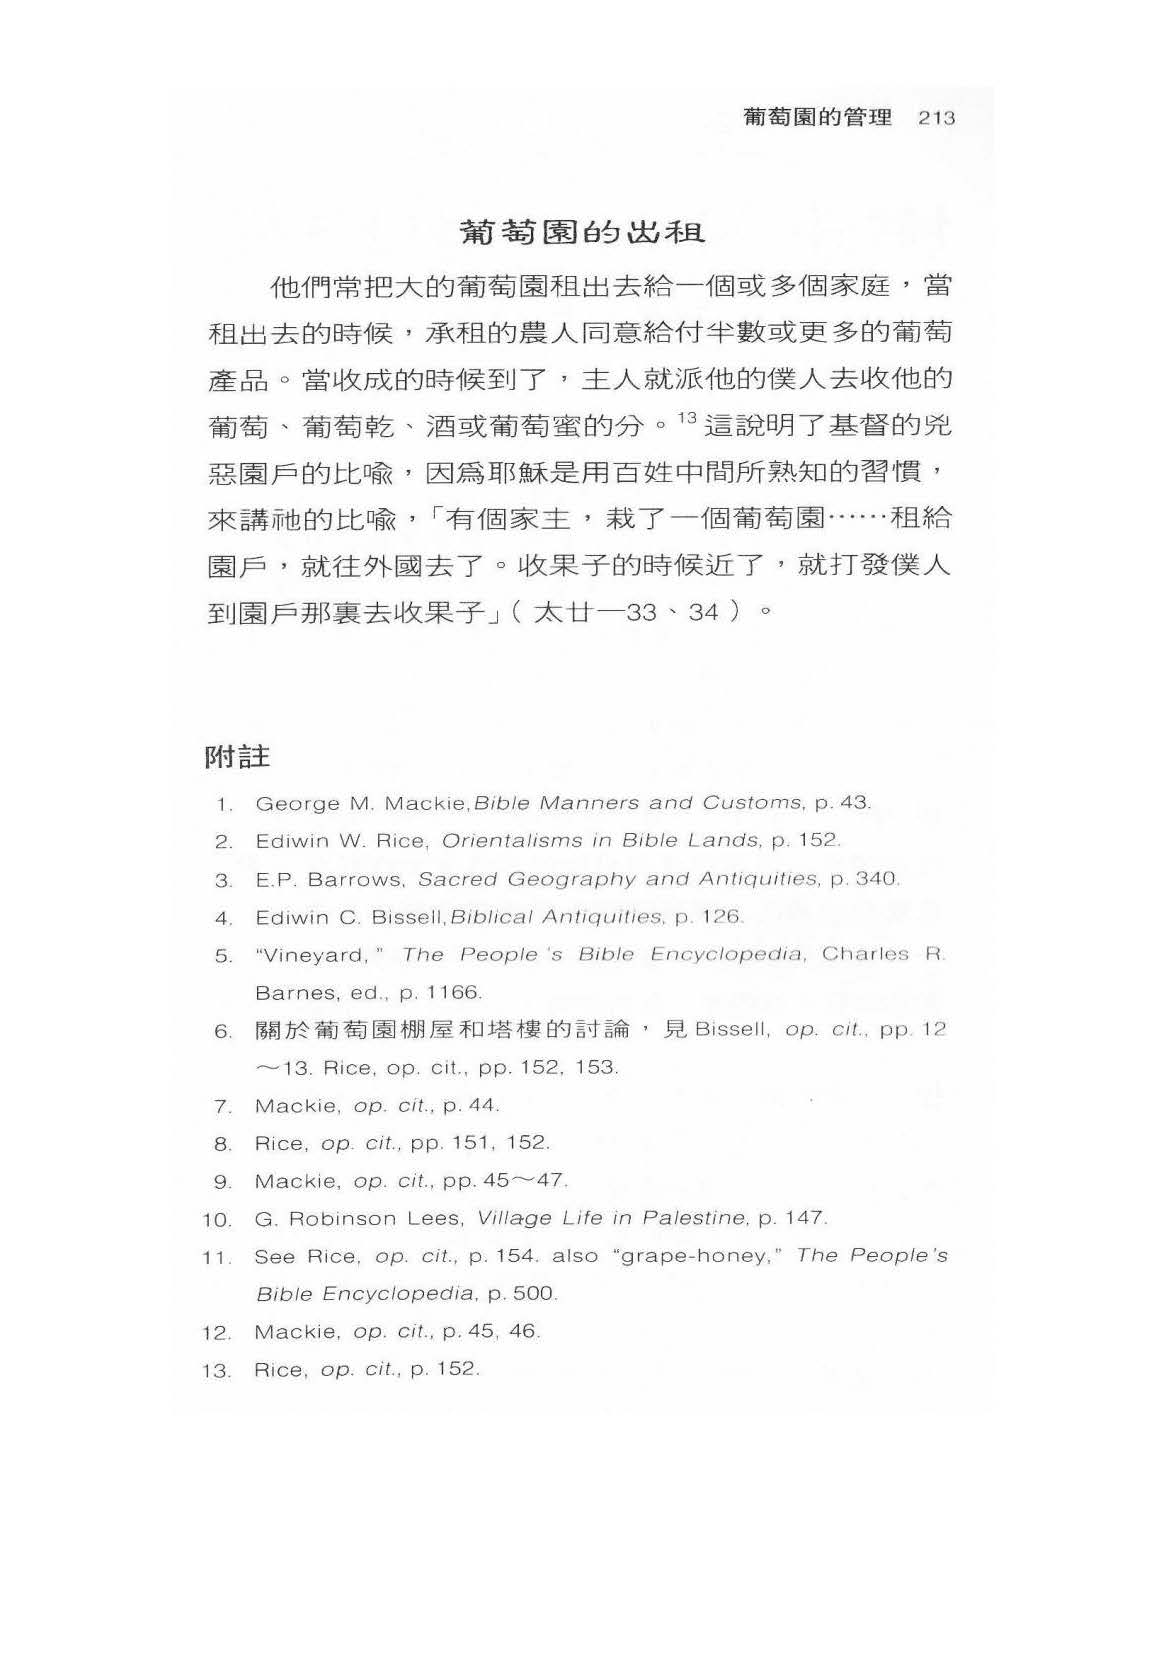 葡萄園的管理 213
葡萄園的出租
他們常把大的葡萄園租出去給一個或多個家庭，當
租出去的時候，承租的農人同意給付半數或更多的葡萄
產品。當收成的時候到了，主人就派他的僕人去收他的
葡萄、葡萄乾、酒或葡萄蜜的分。13 這說明了基督的兇
惡園戶的比喻，因爲耶穌是用百姓中間所熟知的習慣，
來講祂的比喻，「有個家主，栽了一個葡萄園……租給
園戶，就往外國去了。收果子的時候近了，就打發僕人
到園戶那裏去收果子」（太廿一33、34）。
附註
1. George M. Mackie, Bible Manners and Customs, p. 43.
2. Ediwin W. Rice, Orientalisms in Bible Lands, p. 152.
3. E.P. Barrows, Sacred Geography and Antiquities, p. 340.
4. Ediwin C. Bissell, Biblical Antiquities, p. 126.
5. “Vineyard,” The People's Bible Encyclopedia, Charles R.
Barnes, ed., p. 1166.
6. 關於葡萄園棚屋和塔樓的討論，見 Bissell, op. cit., pp. 12
～13. Rice, op. cit., pp. 152, 153.
7. Mackie, op. cit., p. 44.
8. Rice, op. cit., pp. 151, 152.
9. Mackie, op. cit., pp. 45～47.
10. G. Robinson Lees, Village Life in Palestine, p. 147.
11. See Rice, op. cit., p. 154. also “grape-honey,” The People's
Bible Encyclopedia, p. 500.
12. Mackie, op. cit., p. 45, 46.
13. Rice, op. cit., p. 152.